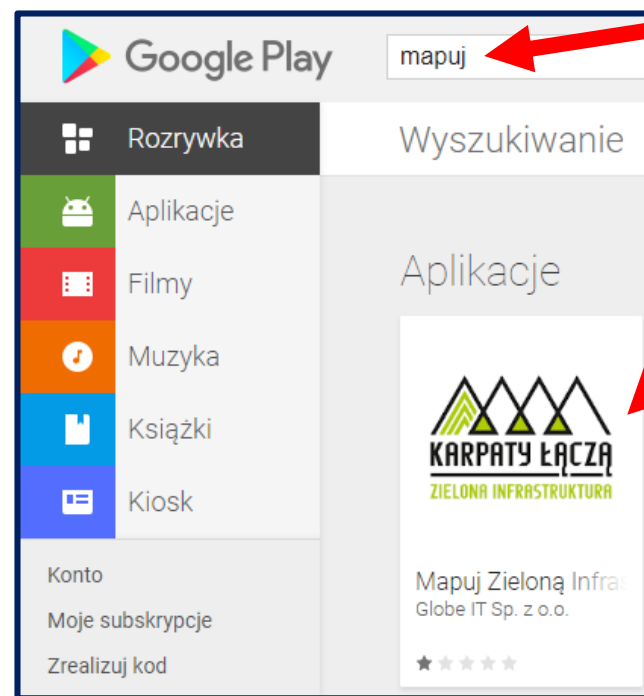 Google Play
mapuj
Rozrywka
Wyszukiwanie
Aplikacje
Filmy
Muzyka
Książki
Kiosk
Konto
Moje subskrypcje
Zrealizuj kod
Aplikacje
KARPATY ŁĄCZĄ
ZIELONA INFRASTRUKTURA
Mapuj Zieloną Infras
Globe IT Sp. z o.o.